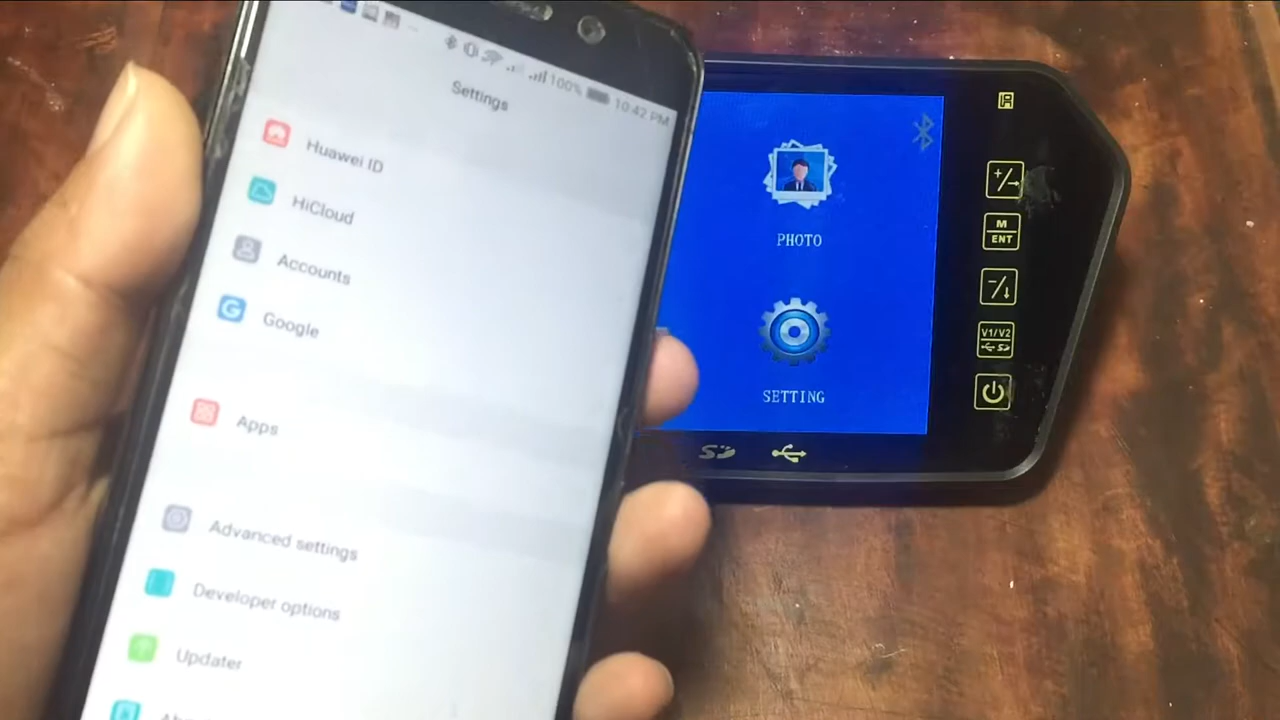 100% 10:42 PM
Settings
Huawei ID
HiCloud
Accounts
Google
Apps
Advanced settings
Developer options
Updater
PHOTO
SETTING
+/→
M
ENT
-/↓
V1/V2
SD
SD